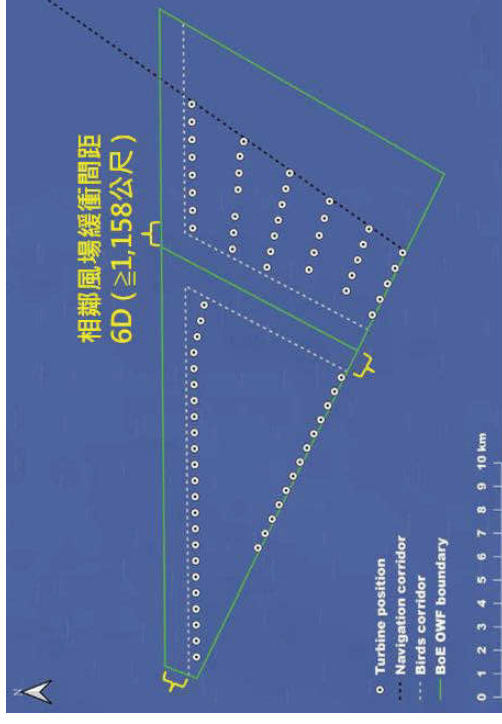 相鄰風場緩衝間距
6D（≧1,158公尺）
N
Turbine position
Navigation corridor
Birds corridor
BoE OWF boundary
0 1 2 3 4 5 6 7 8 9 10 km